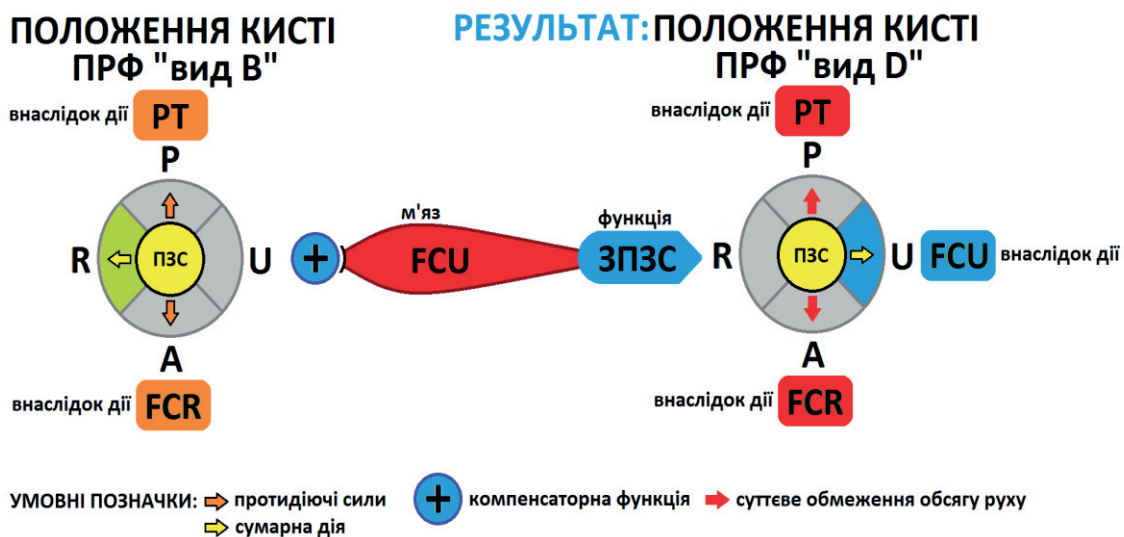 ПОЛОЖЕННЯ КИСТІ
ПРФ "вид B"
внаслідок дії PT
P
R ПЗС U
A
внаслідок дії FCR
+
м'яз
FCU
функція
ЗПЗС
РЕЗУЛЬТАТ: ПОЛОЖЕННЯ КИСТІ
ПРФ "вид D"
внаслідок дії PT
P
R ПЗС U FCU внаслідок дії
A
внаслідок дії FCR
УМОВНІ ПОЗНАЧКИ: протидіючі сили
сумарна дія
+ компенсаторна функція
суттєве обмеження обсягу руху